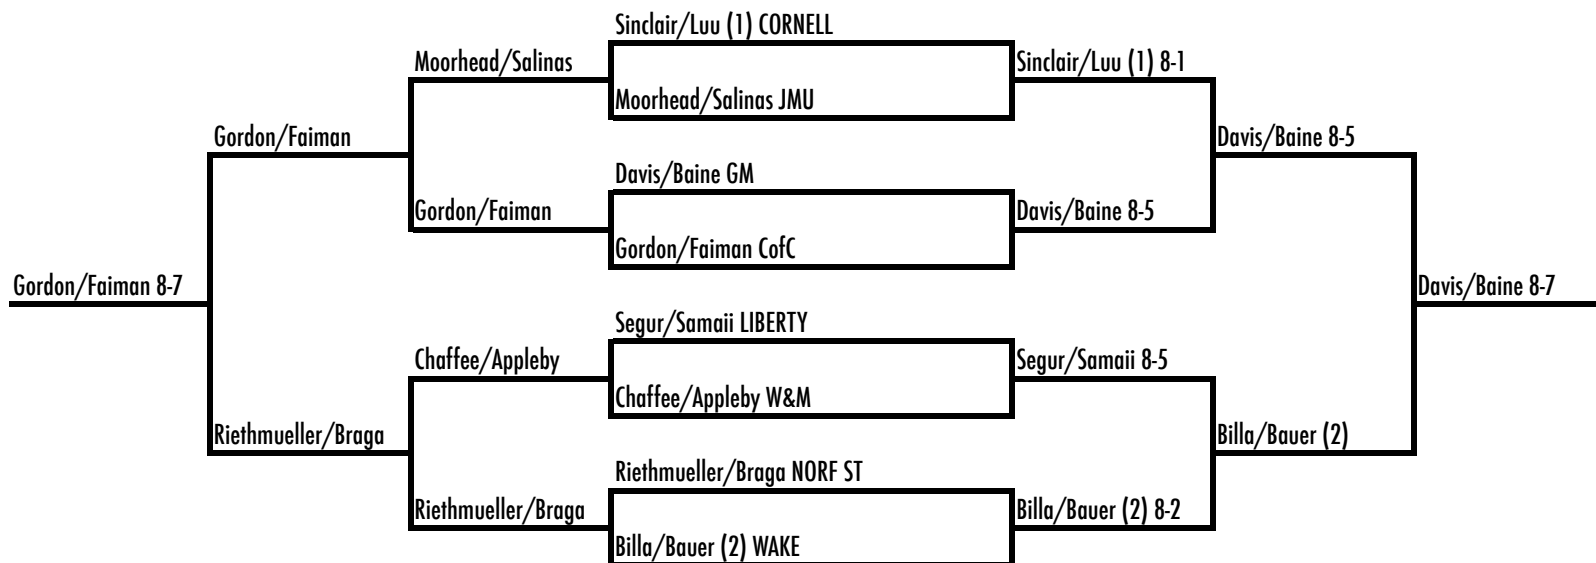 Sinclair/Luu (1) CORNELL
Moorhead/Salinas
Sinclair/Luu (1) 8-1
Moorhead/Salinas JMU
Gordon/Faiman
Davis/Baine 8-5
Davis/Baine GM
Gordon/Faiman
Davis/Baine 8-5
Gordon/Faiman CofC
Gordon/Faiman 8-7
Davis/Baine 8-7
Segur/Samaii LIBERTY
Chaffee/Appleby
Segur/Samaii 8-5
Chaffee/Appleby W&M
Riethmueller/Braga
Billa/Bauer (2)
Riethmueller/Braga NORF ST
Riethmueller/Braga
Billa/Bauer (2) 8-2
Billa/Bauer (2) WAKE